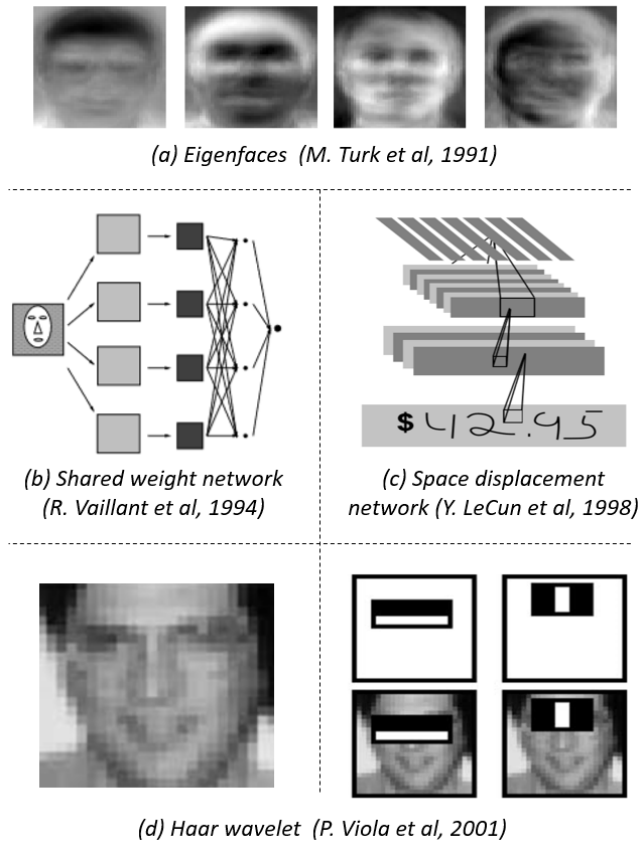 (a) Eigenfaces (M. Turk et al, 1991)
(b) Shared weight network
(R. Vaillant et al, 1994)
$ 42.95
(c) Space displacement
network (Y. LeCun et al, 1998)
(d) Haar wavelet (P. Viola et al, 2001)